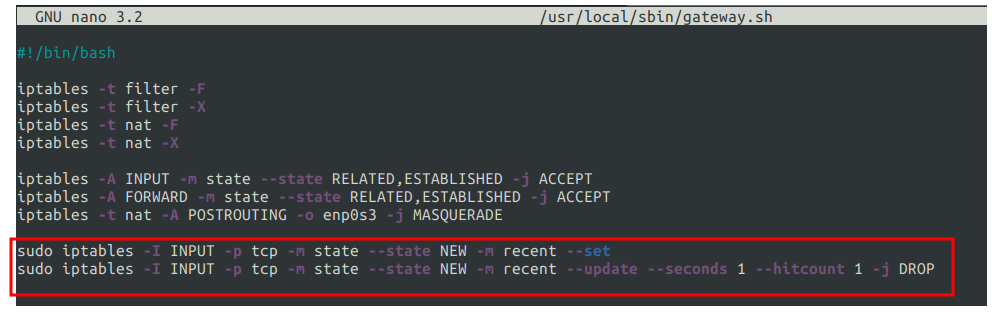 GNU nano 3.2 /usr/local/sbin/gateway.sh
#!/bin/bash
iptables -t filter -F
iptables -t filter -X
iptables -t nat -F
iptables -t nat -X
iptables -A INPUT -m state --state RELATED,ESTABLISHED -j ACCEPT
iptables -A FORWARD -m state --state RELATED,ESTABLISHED -j ACCEPT
iptables -t nat -A POSTROUTING -o enp0s3 -j MASQUERADE
sudo iptables -I INPUT -p tcp -m state --state NEW -m recent --set
sudo iptables -I INPUT -p tcp -m state --state NEW -m recent --update --seconds 1 --hitcount 1 -j DROP